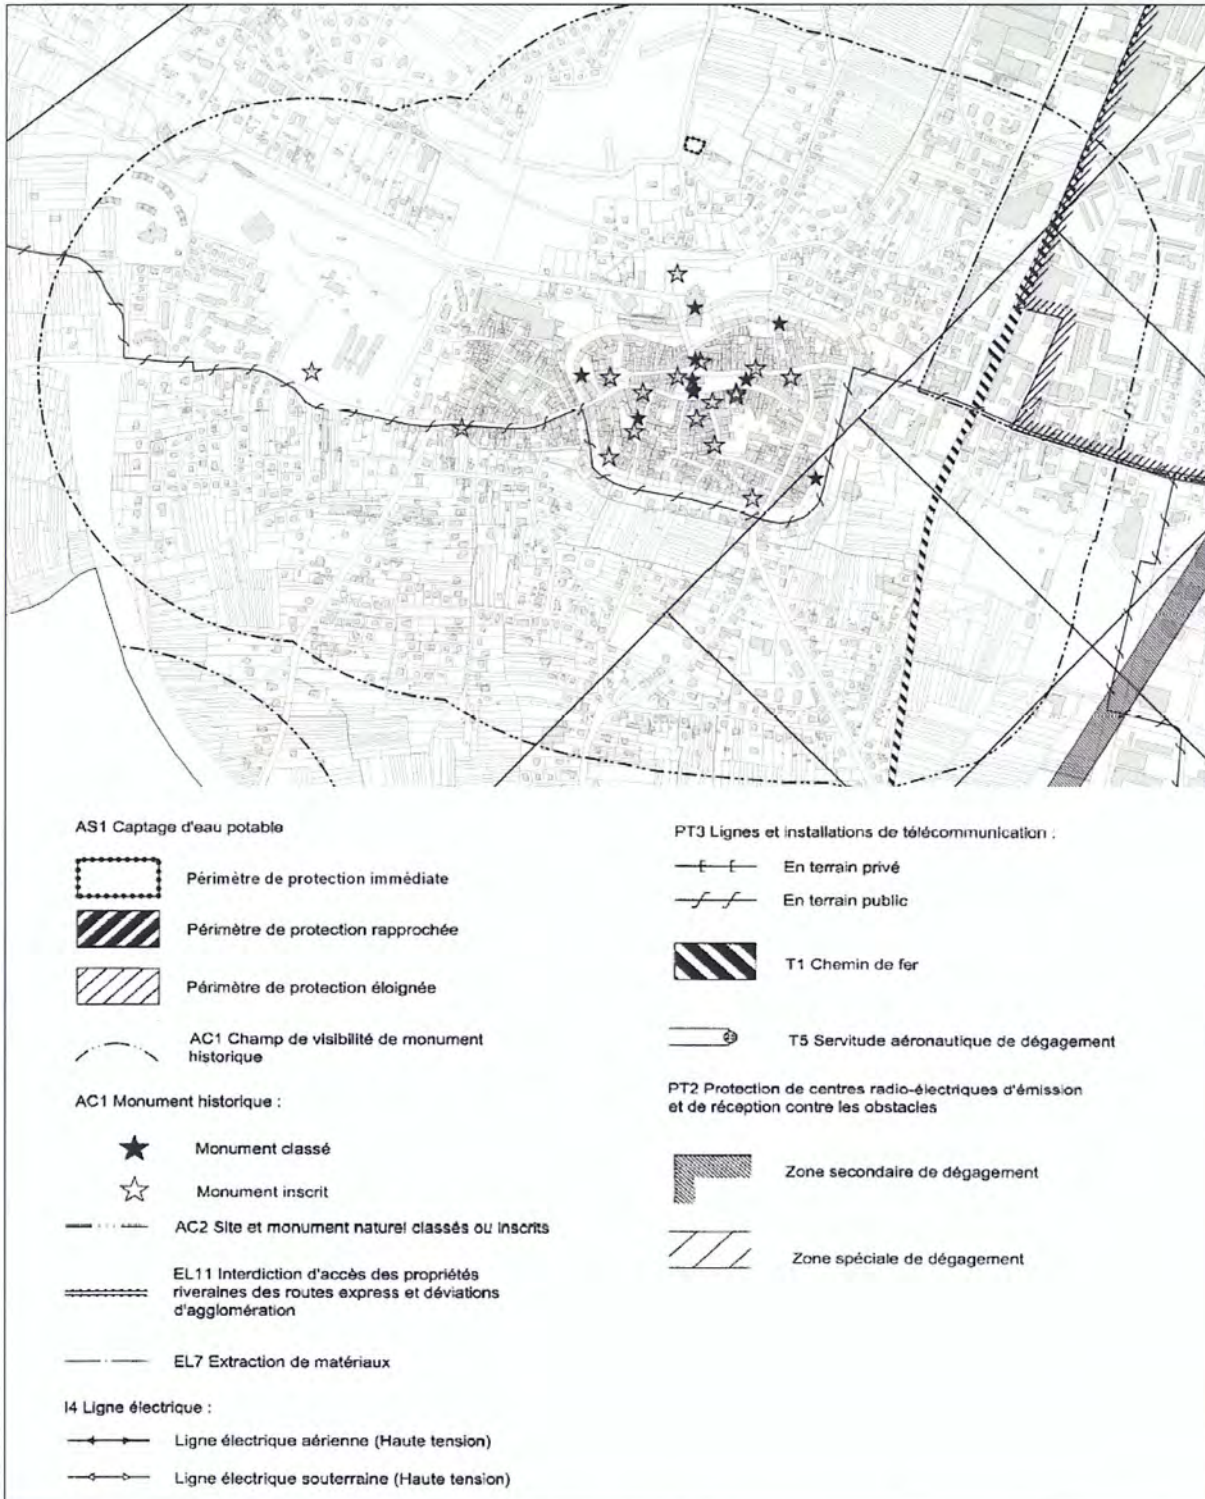 AS1 Captage d'eau potable
Périmètre de protection immédiate
Périmètre de protection rapprochée
Périmètre de protection éloignée
AC1 Champ de visibilité de monument
historique
AC1 Monument historique :
Monument classé
Monument inscrit
AC2 Site et monument naturel classés ou inscrits
EL11 Interdiction d'accès des propriétés
riveraines des routes express et déviations
d'agglomération
EL7 Extraction de matériaux
I4 Ligne électrique :
Ligne électrique aérienne (Haute tension)
Ligne électrique souterraine (Haute tension)
PT3 Lignes et installations de télécommunication :
En terrain privé
En terrain public
T1 Chemin de fer
T5 Servitude aéronautique de dégagement
PT2 Protection de centres radio-électriques d'émission
et de réception contre les obstacles
Zone secondaire de dégagement
Zone spéciale de dégagement